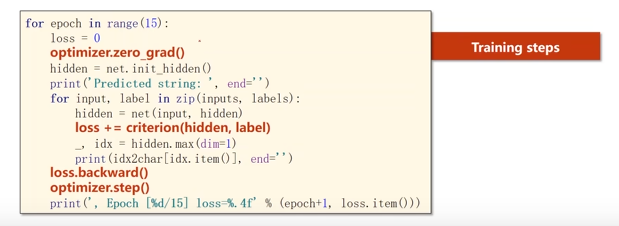 for epoch in range(15):
    loss = 0
    optimizer.zero_grad()
    hidden = net.init_hidden()
    print('Predicted string: ', end='')
    for input, label in zip(inputs, labels):
        hidden = net(input, hidden)
        loss += criterion(hidden, label)
        _, idx = hidden.max(dim=1)
        print(idx2char[idx.item()], end='')
    loss.backward()
    optimizer.step()
    print(', Epoch [%d/15] loss=%.4f' % (epoch+1, loss.item()))
Training steps